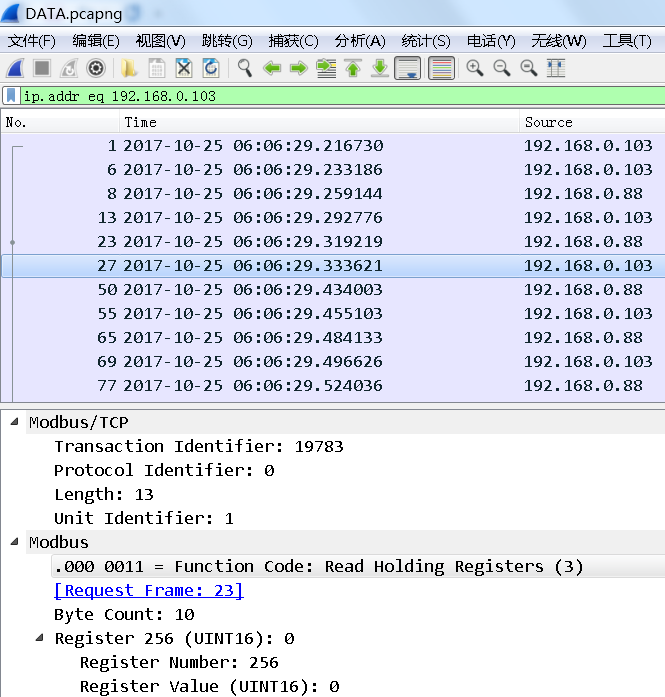 DATA.pcapng
文件(F) 编辑(E) 视图(V) 跳转(G) 捕获(C) 分析(A) 统计(S) 电话(Y) 无线(W) 工具(T)
ip.addr eq 192.168.0.103
No. Time Source
1 2017-10-25 06:06:29.216730 192.168.0.103
6 2017-10-25 06:06:29.233186 192.168.0.103
8 2017-10-25 06:06:29.259144 192.168.0.88
13 2017-10-25 06:06:29.292776 192.168.0.103
23 2017-10-25 06:06:29.319219 192.168.0.88
27 2017-10-25 06:06:29.333621 192.168.0.103
50 2017-10-25 06:06:29.434003 192.168.0.88
55 2017-10-25 06:06:29.455103 192.168.0.103
65 2017-10-25 06:06:29.484133 192.168.0.88
69 2017-10-25 06:06:29.496626 192.168.0.103
77 2017-10-25 06:06:29.524036 192.168.0.88
Modbus/TCP
Transaction Identifier: 19783
Protocol Identifier: 0
Length: 13
Unit Identifier: 1
Modbus
.000 0011 = Function Code: Read Holding Registers (3)
[Request Frame: 23]
Byte Count: 10
Register 256 (UINT16): 0
Register Number: 256
Register Value (UINT16): 0